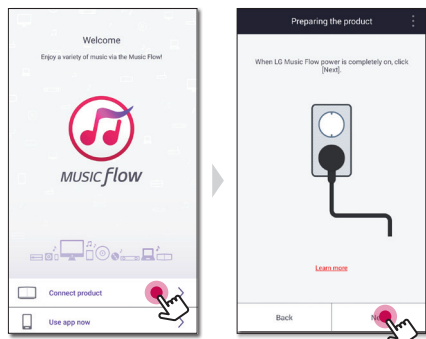 Welcome
Enjoy a variety of music via the Music Flow!
MUSIC flow
Connect product
Use app now
Preparing the product
When LG Music Flow power is completely on, click
[Next].
Learn more
Back